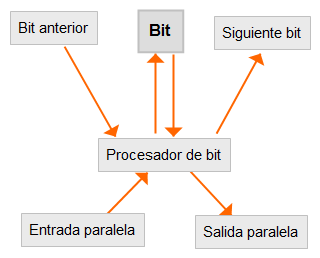 Bit anterior
Bit
Siguiente bit
Procesador de bit
Entrada paralela
Salida paralela